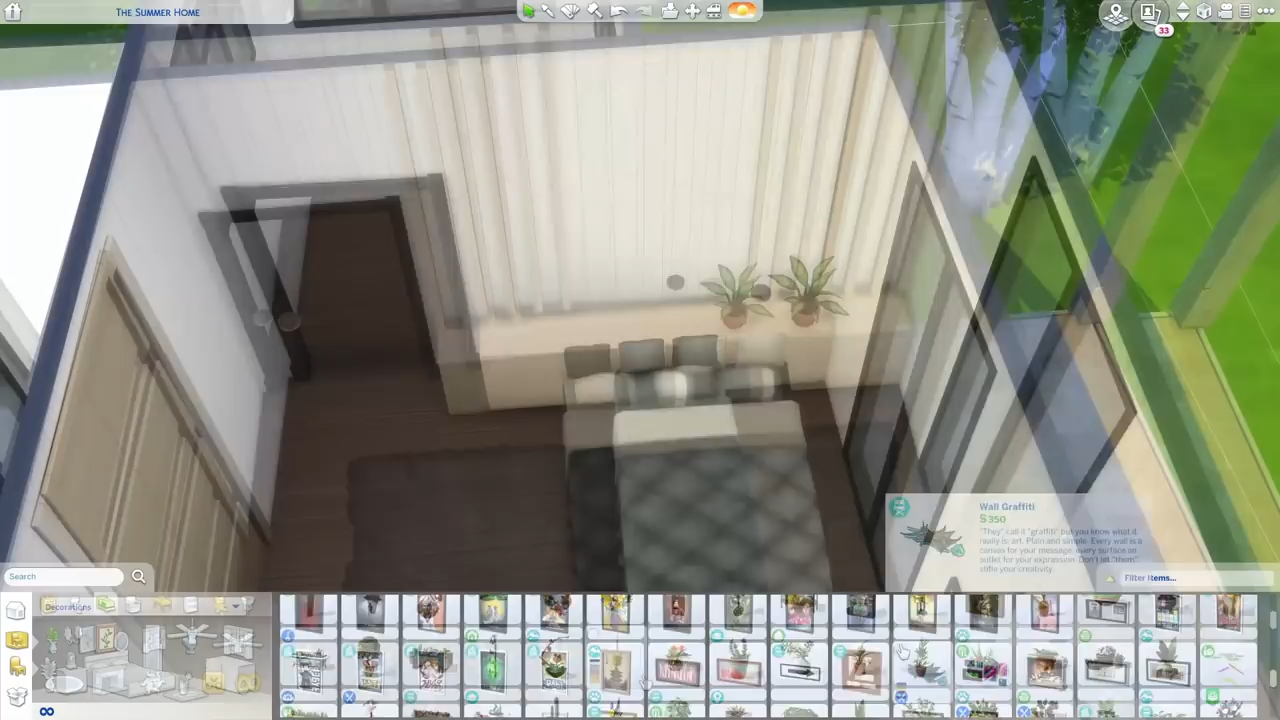 The Summer Home
33
Wall Graffiti
§350
"They" call it "graffiti" but you know what it
really is: art. Plain and simple. Every wall is a
canvas for your message, every surface an
outlet for your expression. Don't let "them"
stifle your creativity.
Search
Filter Items...
Decorations